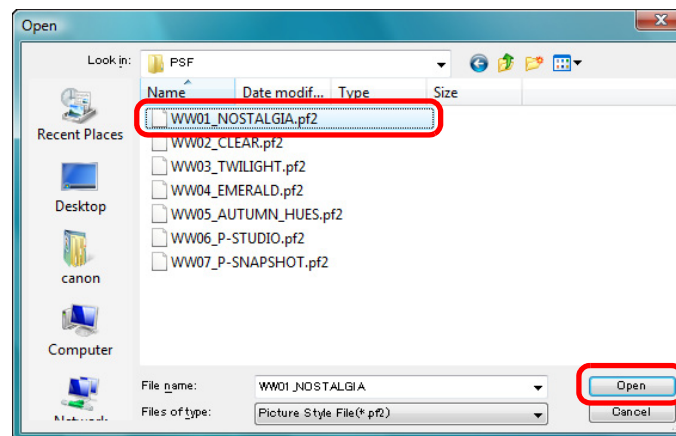 Open
Look in:
PSF
Name Date modif... Type Size
WW01_NOSTALGIA.pf2
WW02_CLEAR.pf2
WW03_TWILIGHT.pf2
WW04_EMERALD.pf2
WW05_AUTUMN_HUES.pf2
WW06_P-STUDIO.pf2
WW07_P-SNAPSHOT.pf2
Recent Places
Desktop
canon
Computer
File name:
WW01_NOSTALGIA
Open
Files of type:
Picture Style File(*.pf2)
Cancel